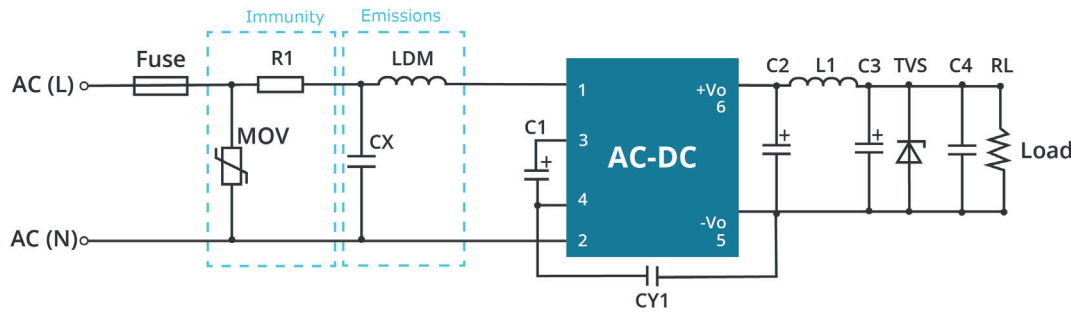 Immunity
Emissions
Fuse
R1
LDM
C2
L1
C3
TVS
C4
RL
AC (L)
1
+Vo
6
C1
3
MOV
CX
AC-DC
Load
4
AC (N)
2
-Vo
5
CY1